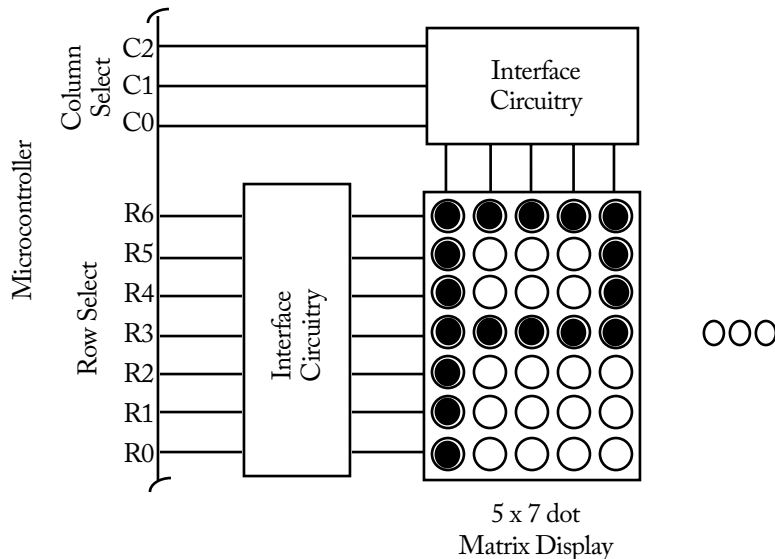 Microcontroller
Column
Select
C2
C1
C0
Interface
Circuitry
Row Select
R6
R5
R4
R3
R2
R1
R0
Interface
Circuitry
5 x 7 dot
Matrix Display